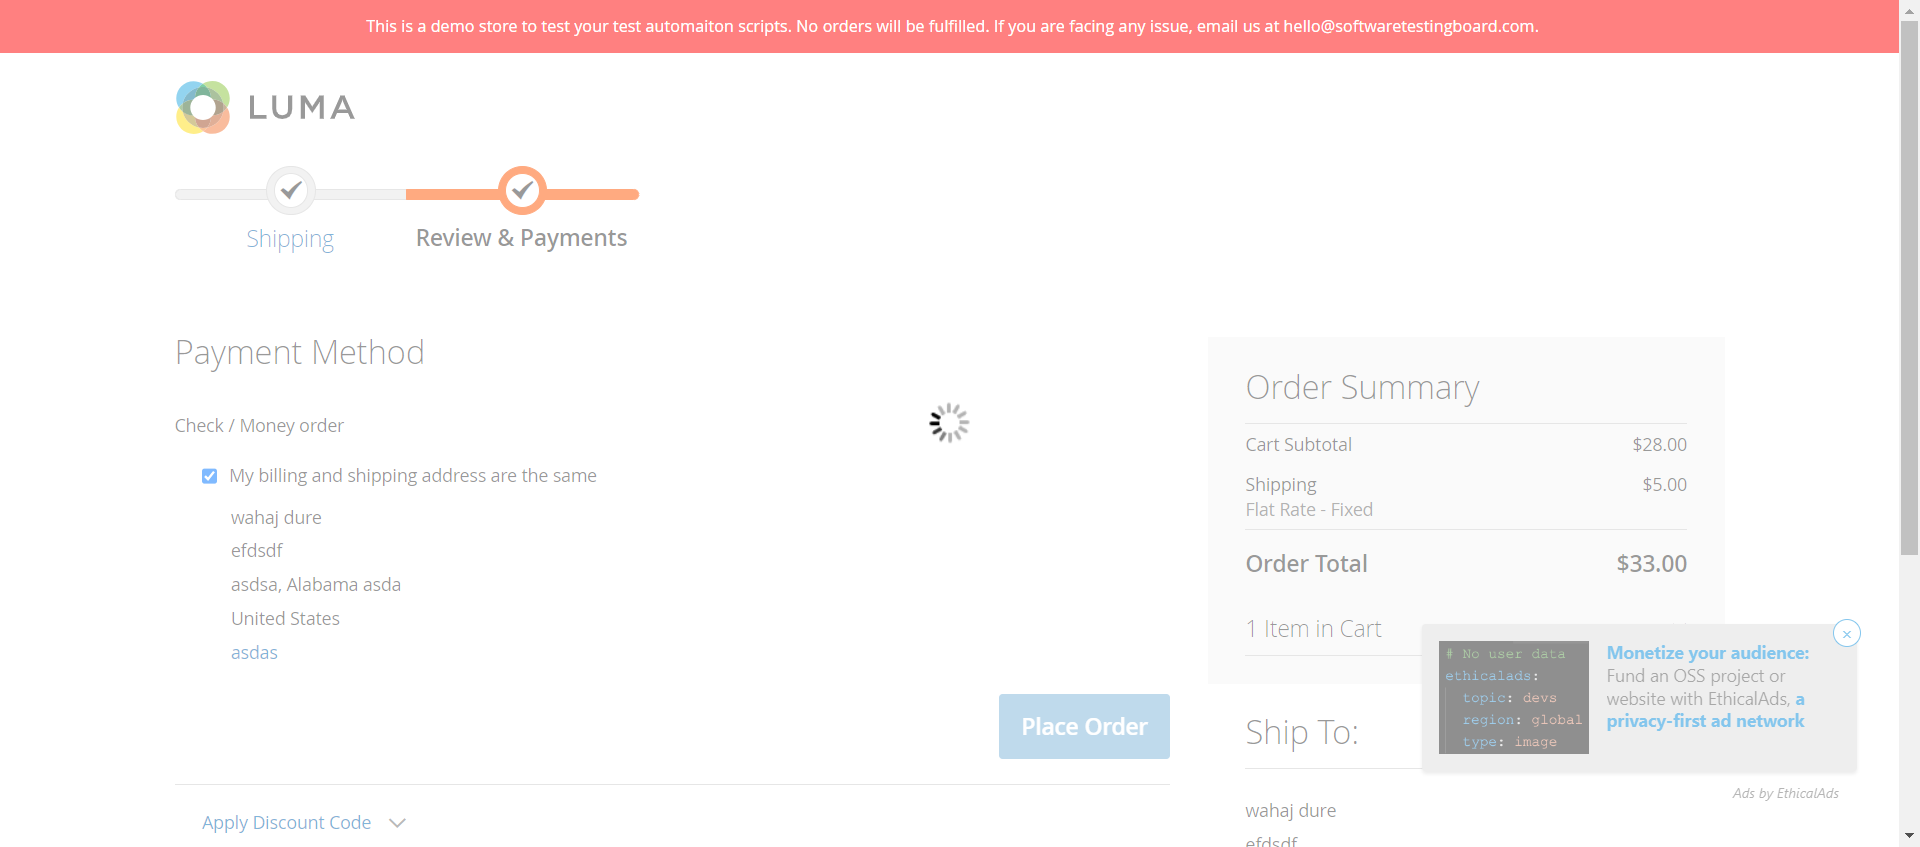 This is a demo store to test your test automaiton scripts. No orders will be fulfilled. If you are facing any issue, email us at hello@softwaretestingboard.com.
LUMA
Shipping
Review & Payments
Payment Method
Check / Money order
My billing and shipping address are the same
wahaj dure
efdsdf
asdsa, Alabama asda
United States
asdas
Place Order
Apply Discount Code
Order Summary
Cart Subtotal $28.00
Shipping $5.00
Flat Rate - Fixed
Order Total $33.00
1 Item in Cart
Ship To:
wahaj dure
efdsdf
# No user data
ethicalads:
topic: devs
region: global
type: image
Monetize your audience:
Fund an OSS project or
website with EthicalAds, a
privacy-first ad network
Ads by EthicalAds